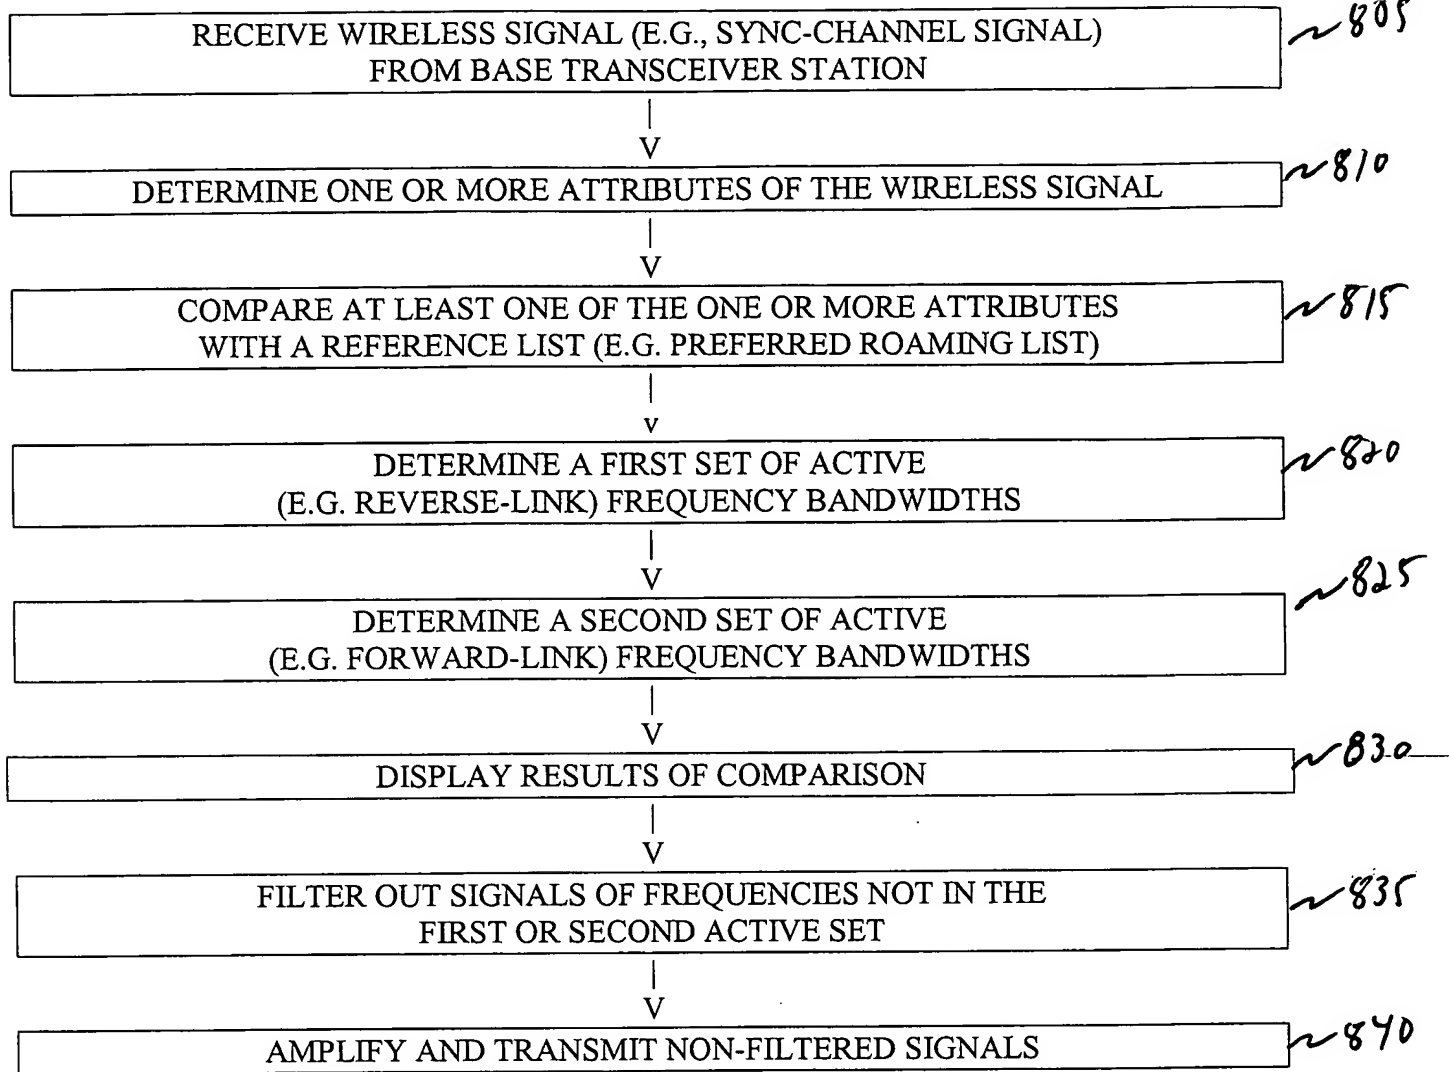 RECEIVE WIRELESS SIGNAL (E.G., SYNC-CHANNEL SIGNAL)
FROM BASE TRANSCEIVER STATION
805
V
DETERMINE ONE OR MORE ATTRIBUTES OF THE WIRELESS SIGNAL
810
V
COMPARE AT LEAST ONE OF THE ONE OR MORE ATTRIBUTES
WITH A REFERENCE LIST (E.G. PREFERRED ROAMING LIST)
815
v
DETERMINE A FIRST SET OF ACTIVE
(E.G. REVERSE-LINK) FREQUENCY BANDWIDTHS
820
V
DETERMINE A SECOND SET OF ACTIVE
(E.G. FORWARD-LINK) FREQUENCY BANDWIDTHS
825
V
DISPLAY RESULTS OF COMPARISON
830
V
FILTER OUT SIGNALS OF FREQUENCIES NOT IN THE
FIRST OR SECOND ACTIVE SET
835
V
AMPLIFY AND TRANSMIT NON-FILTERED SIGNALS
840